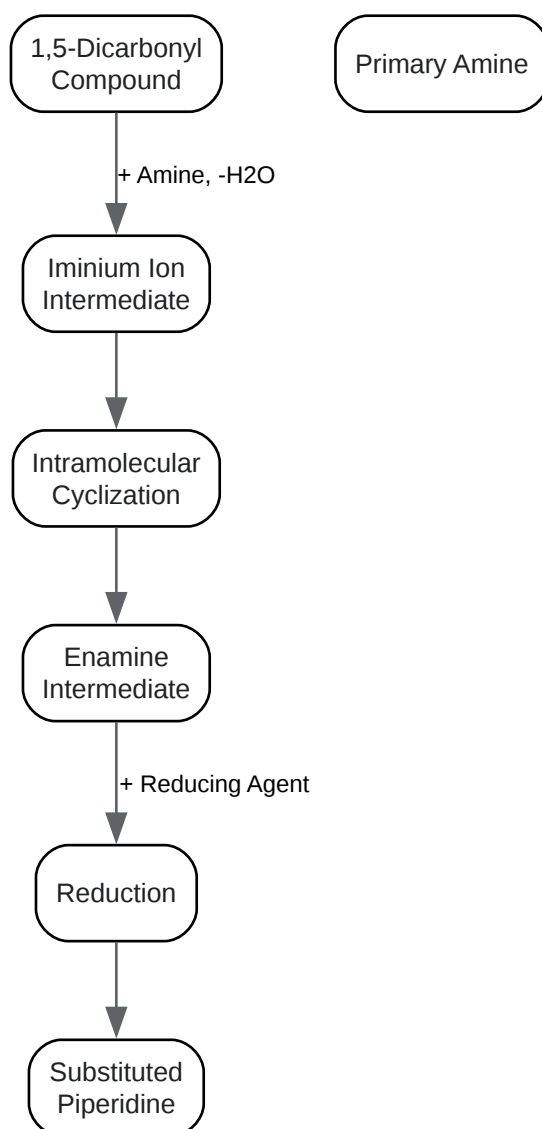 1,5-Dicarbonyl
Compound
Primary Amine
+ Amine, -H2O
Iminium Ion
Intermediate
Intramolecular
Cyclization
Enamine
Intermediate
+ Reducing Agent
Reduction
Substituted
Piperidine